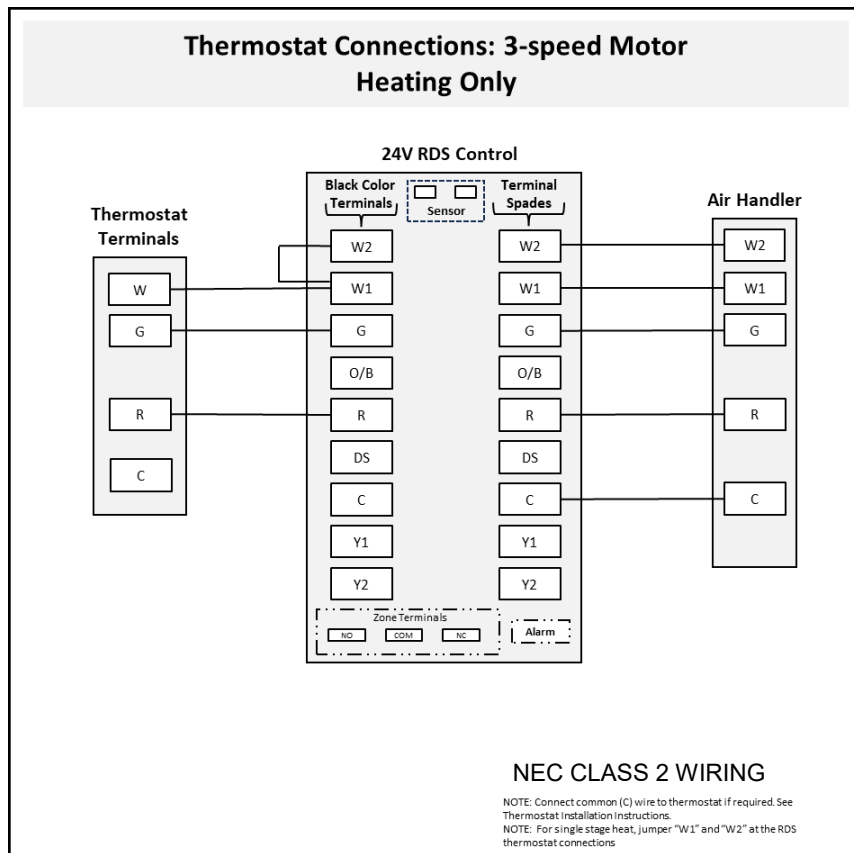 Thermostat Connections: 3-speed Motor
Heating Only
24V RDS Control
Black Color
Terminals
Sensor
Terminal
Spades
Thermostat
Terminals
Air Handler
W
G
R
C
W2
W1
G
O/B
R
DS
C
Y1
Y2
W2
W1
G
O/B
R
DS
C
Y1
Y2
W2
W1
G
R
C
Zone Terminals
NO
COM
NC
Alarm
NEC CLASS 2 WIRING
NOTE: Connect common (C) wire to thermostat if required. See
Thermostat Installation Instructions.
NOTE: For single stage heat, jumper “W1” and “W2” at the RDS
thermostat connections